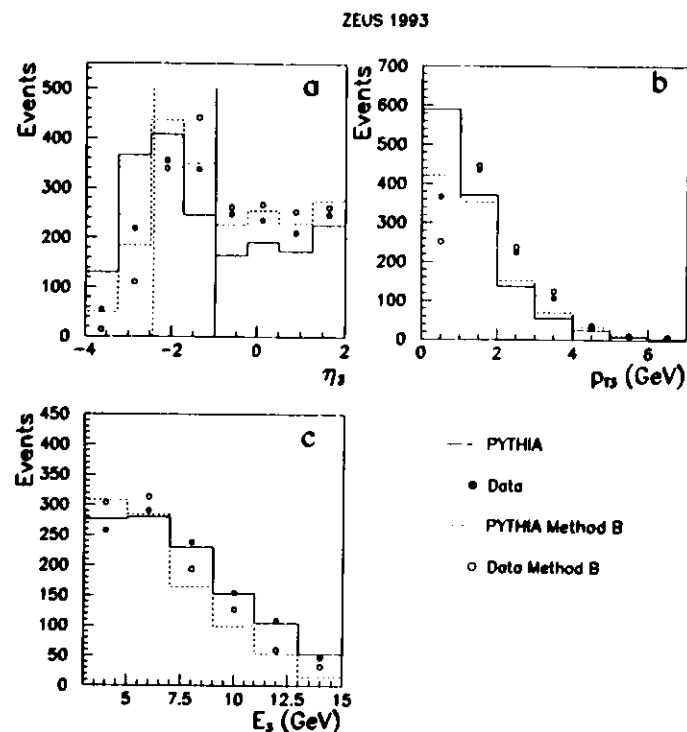 ZEUS 1993
Events
500
400
300
200
100
0
-4
-2
0
2
η₃
a
Events
700
600
500
400
300
200
100
0
0
2
4
6
p_T3 (GeV)
b
Events
450
400
350
300
250
200
150
100
50
0
5
7.5
10
12.5
15
E₃ (GeV)
c
PYTHIA
Data
PYTHIA Method B
Data Method B